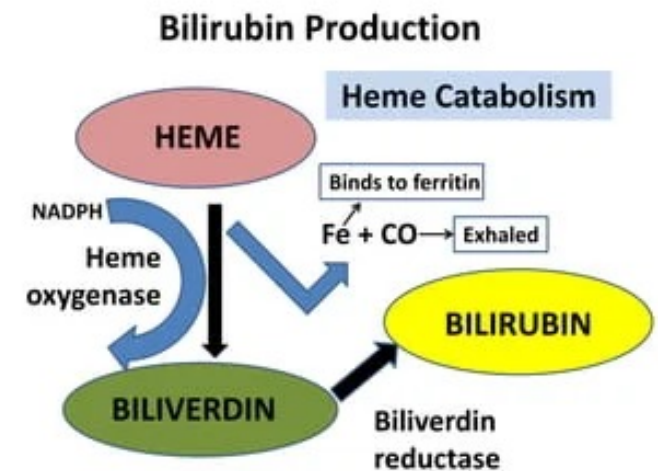 Bilirubin Production
Heme Catabolism
HEME
Binds to ferritin
NADPH
Fe + CO
Exhaled
Heme
oxygenase
BILIRUBIN
BILIVERDIN
Biliverdin
reductase